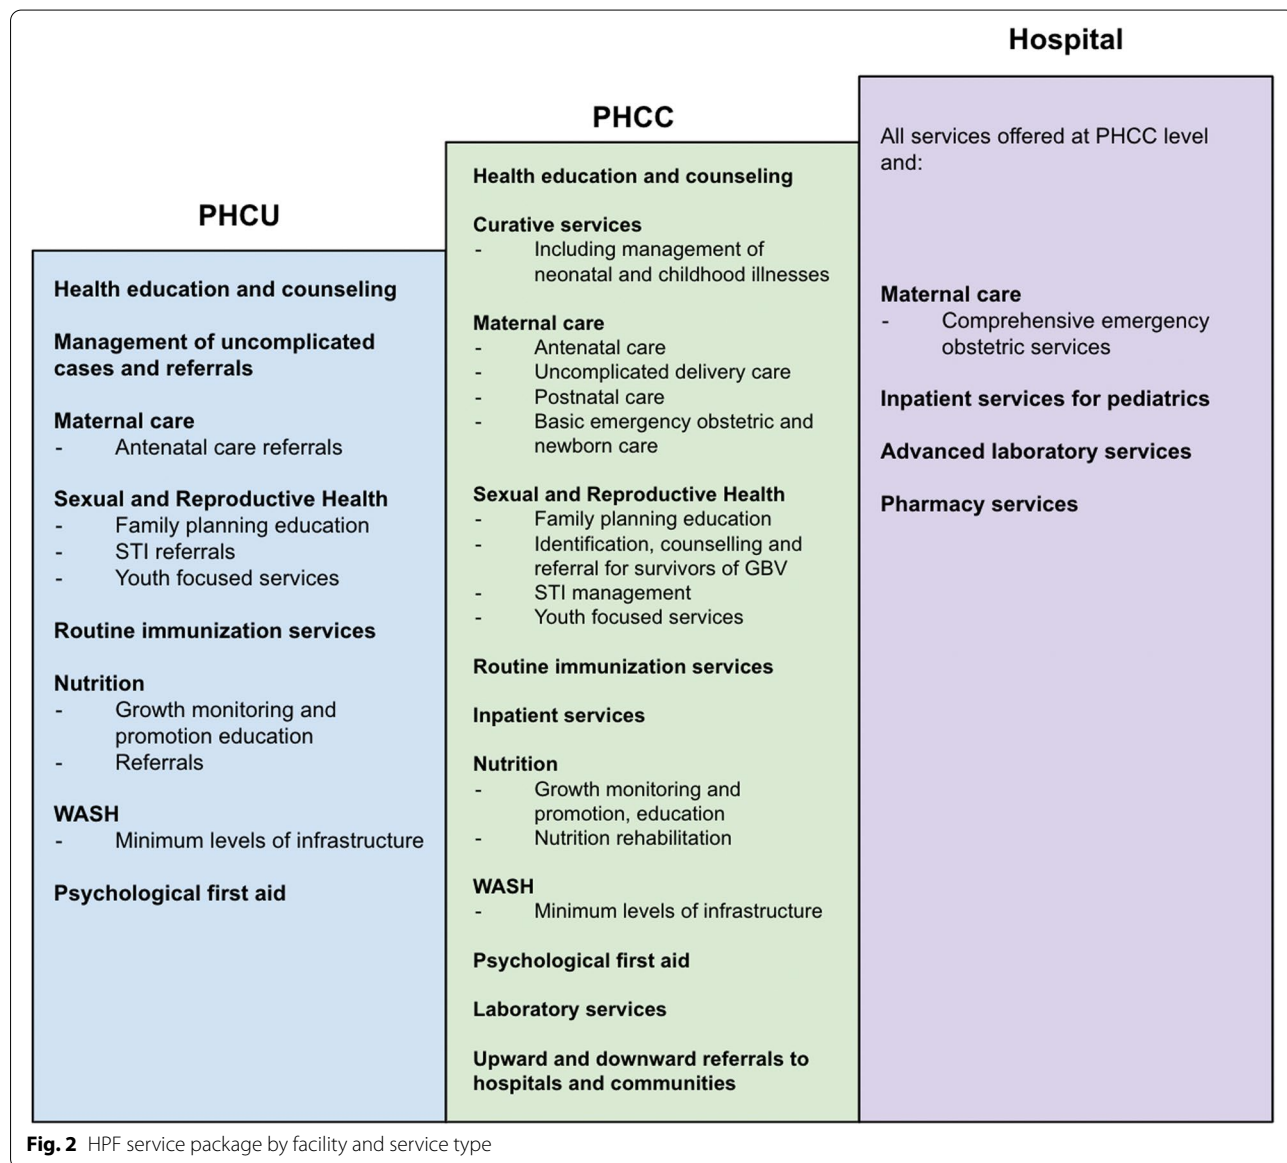 PHCU
Health education and counseling
Management of uncomplicated
cases and referrals
Maternal care
- Antenatal care referrals
Sexual and Reproductive Health
- Family planning education
- STI referrals
- Youth focused services
Routine immunization services
Nutrition
- Growth monitoring and
promotion education
- Referrals
WASH
- Minimum levels of infrastructure
Psychological first aid
PHCC
Health education and counseling
Curative services
- Including management of
neonatal and childhood illnesses
Maternal care
- Antenatal care
- Uncomplicated delivery care
- Postnatal care
- Basic emergency obstetric and
newborn care
Sexual and Reproductive Health
- Family planning education
- Identification, counselling and
referral for survivors of GBV
- STI management
- Youth focused services
Routine immunization services
Inpatient services
Nutrition
- Growth monitoring and
promotion, education
- Nutrition rehabilitation
WASH
- Minimum levels of infrastructure
Psychological first aid
Laboratory services
Upward and downward referrals to
hospitals and communities
Hospital
All services offered at PHCC level
and:
Maternal care
- Comprehensive emergency
obstetric services
Inpatient services for pediatrics
Advanced laboratory services
Pharmacy services
Fig. 2 HPF service package by facility and service type